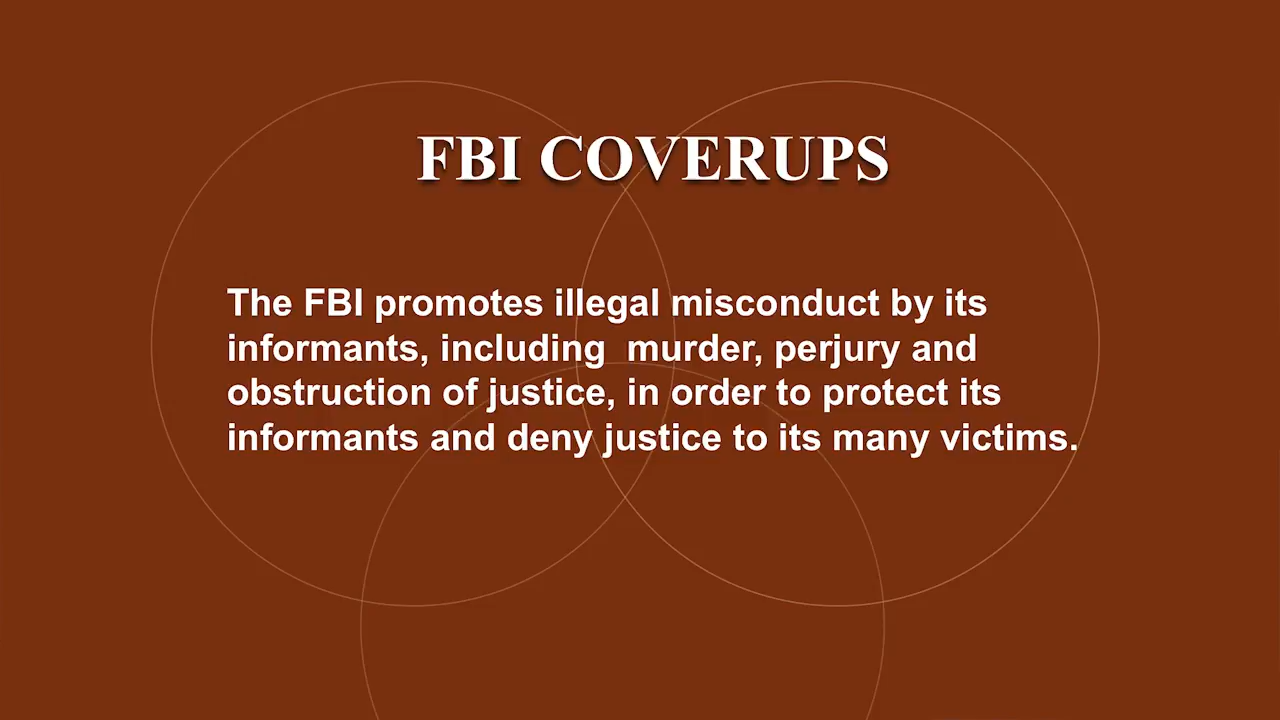 FBI COVERUPS
The FBI promotes illegal misconduct by its
informants, including  murder, perjury and
obstruction of justice, in order to protect its
informants and deny justice to its many victims.